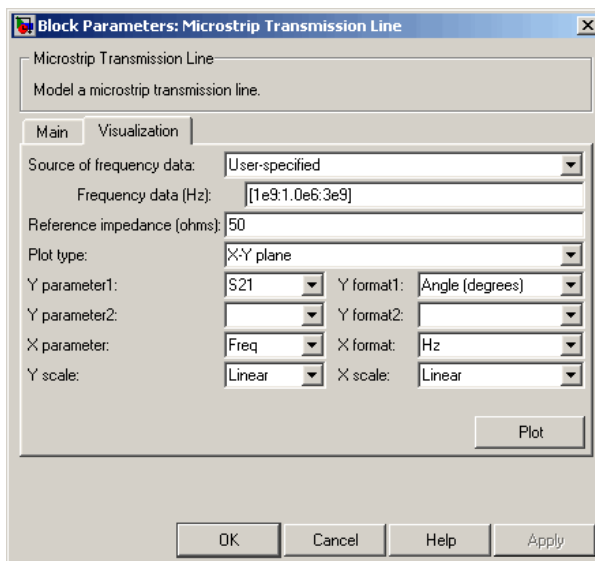 Block Parameters: Microstrip Transmission Line
Microstrip Transmission Line
Model a microstrip transmission line.
Main Visualization
Source of frequency data: User-specified
Frequency data (Hz): [1e9:1.0e6:3e9]
Reference impedance (ohms): 50
Plot type: X-Y plane
Y parameter1: S21 Y format1: Angle (degrees)
Y parameter2: Y format2:
X parameter: Freq X format: Hz
Y scale: Linear X scale: Linear
Plot
OK Cancel Help Apply